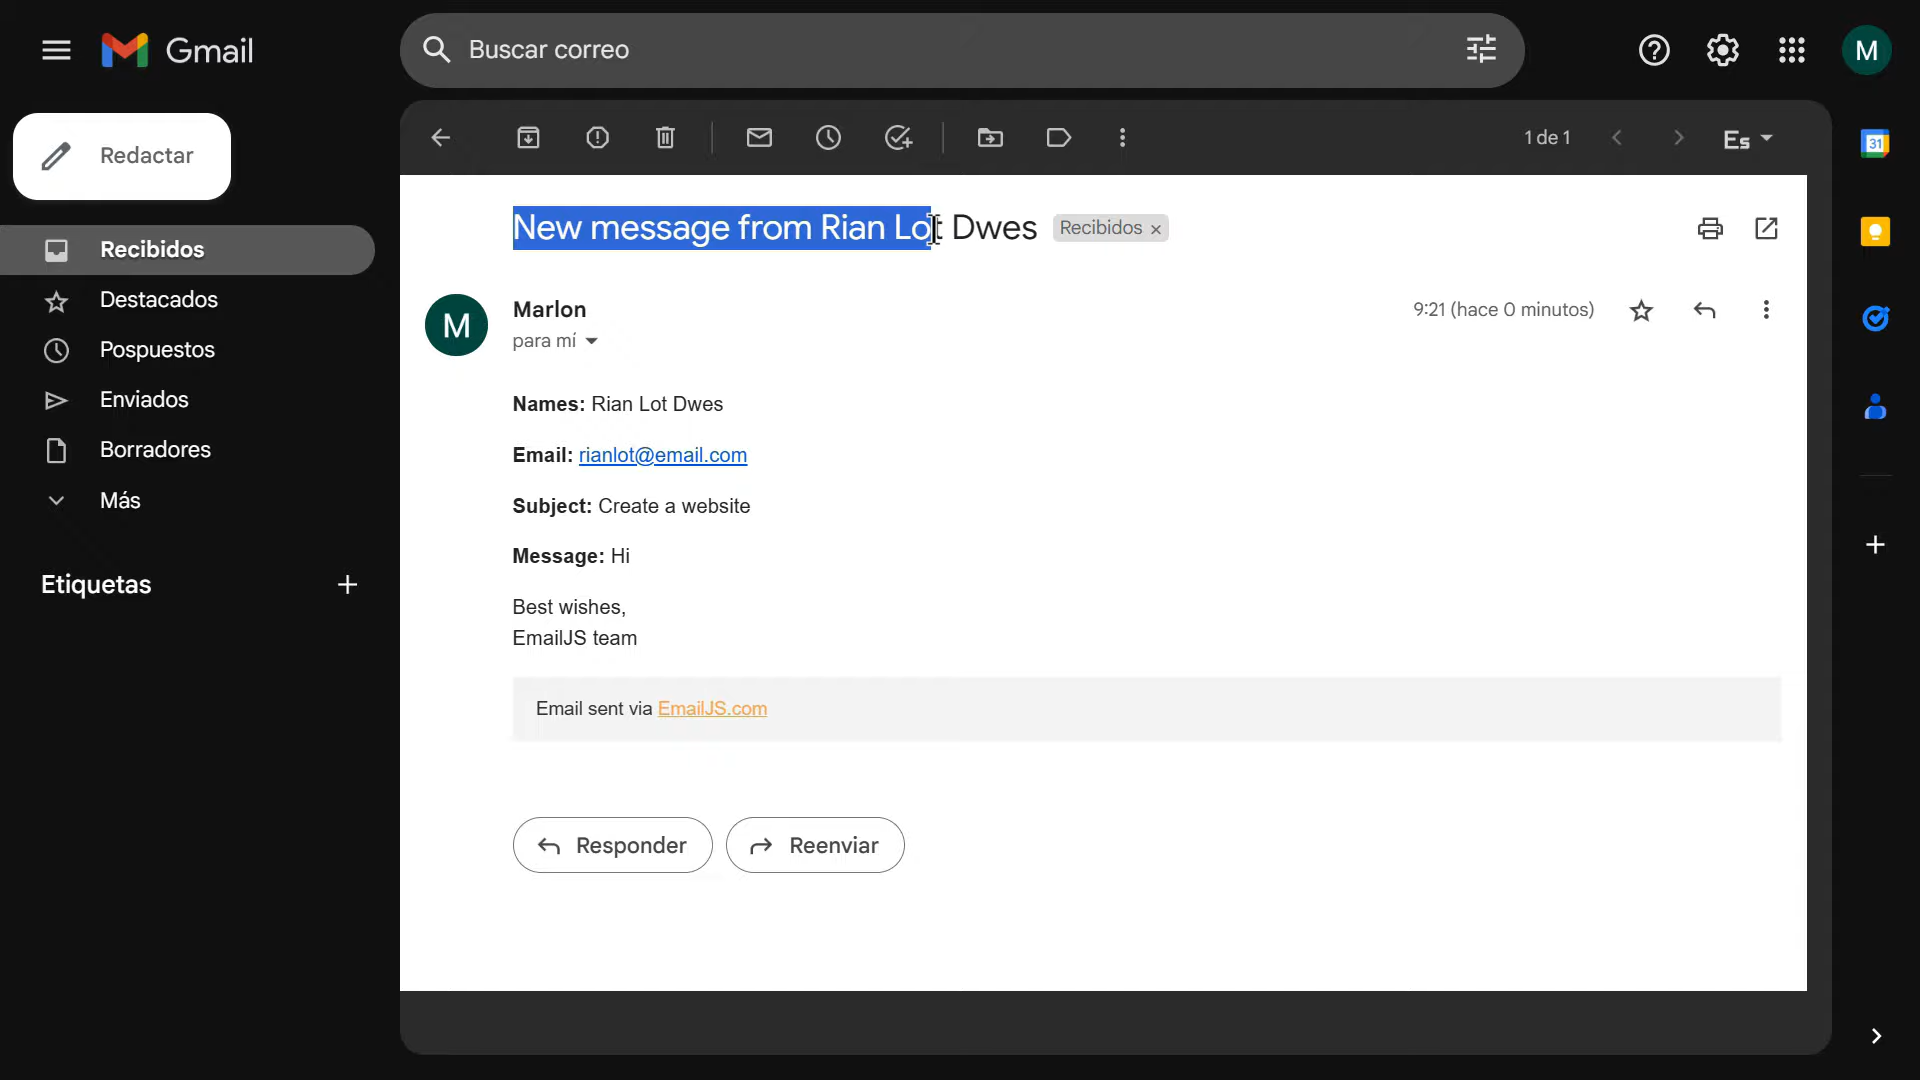 Gmail
Buscar correo
M
Redactar
1 de 1
Es
31
Recibidos
Destacados
Pospuestos
Enviados
Borradores
Más
Etiquetas
New message from Rian Lot Dwes
Recibidos ×
M
Marlon
9:21 (hace 0 minutos)
para mí
Names: Rian Lot Dwes
Email: rianlot@email.com
Subject: Create a website
Message: Hi
Best wishes,
EmailJS team
Email sent via EmailJS.com
Responder
Reenviar